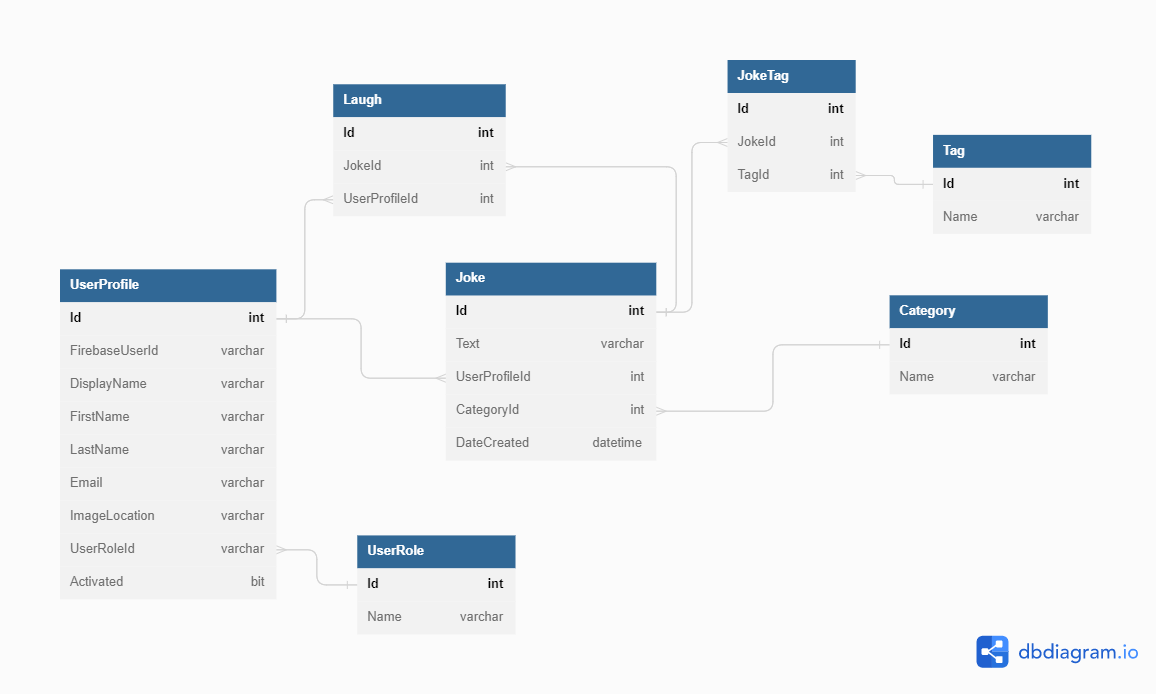 Laugh
Id int
JokeId int
UserProfileId int
JokeTag
Id int
JokeId int
TagId int
Tag
Id int
Name varchar
UserProfile
Id int
FirebaseUserId varchar
DisplayName varchar
FirstName varchar
LastName varchar
Email varchar
ImageLocation varchar
UserRoleId varchar
Activated bit
Joke
Id int
Text varchar
UserProfileId int
CategoryId int
DateCreated datetime
Category
Id int
Name varchar
UserRole
Id int
Name varchar
dbdiagram.io